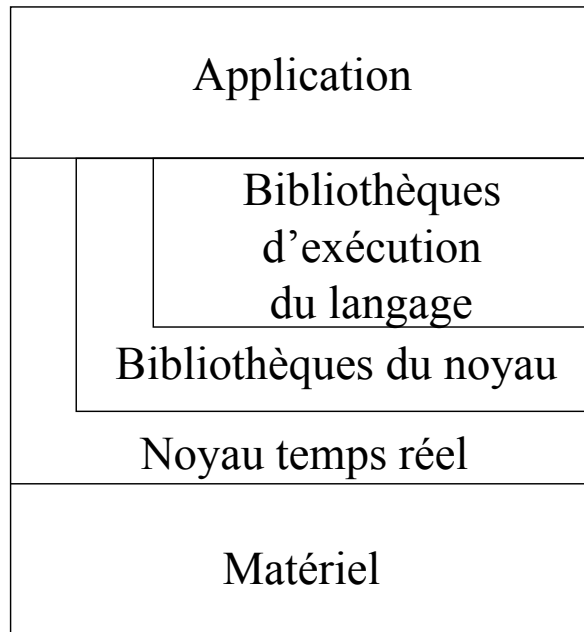 Application
Bibliothèques
d’exécution
du langage
Bibliothèques du noyau
Noyau temps réel
Matériel